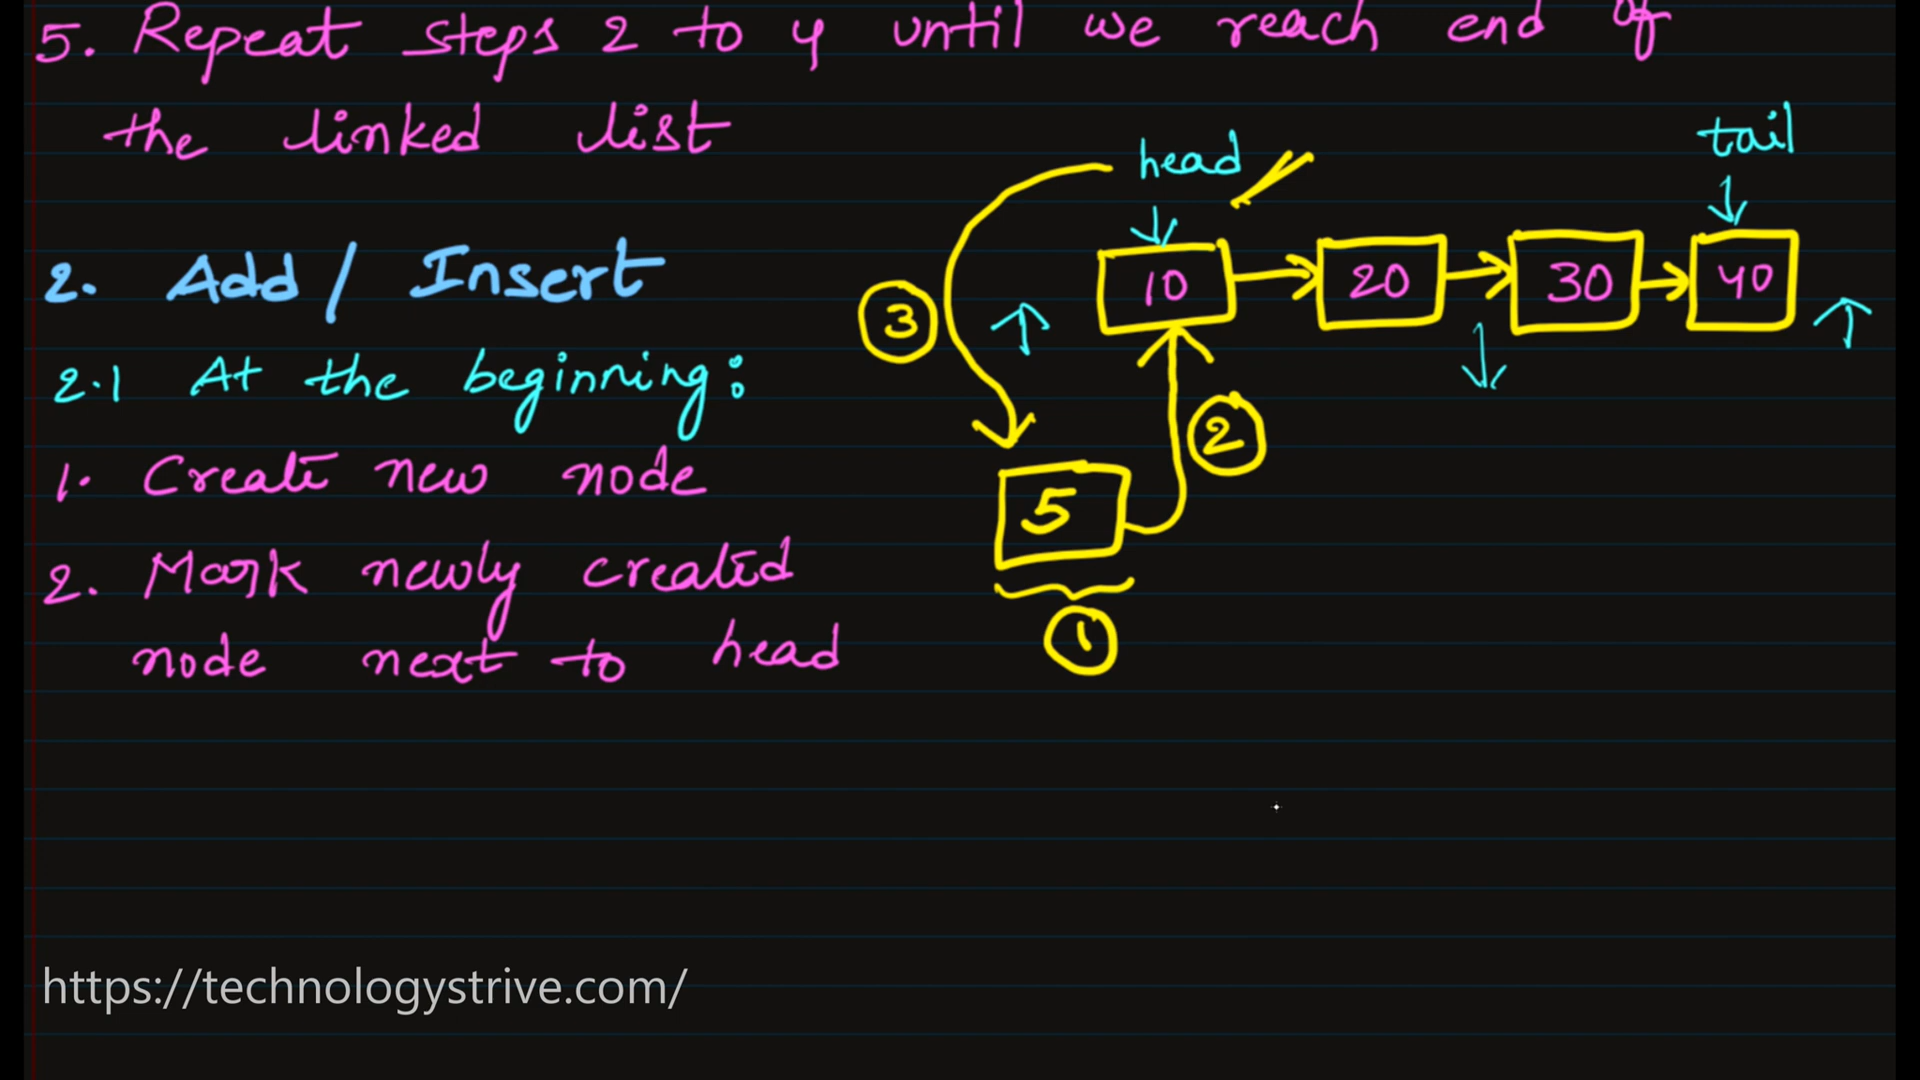 5. Repeat steps 2 to 4 until we reach end of
the linked list
head
tail
2. Add / Insert
10 20 30 40
3
2.1 At the beginning:
2
1. Create new node
5
2. Mark newly created
1
node next to head
https://technologystrive.com/